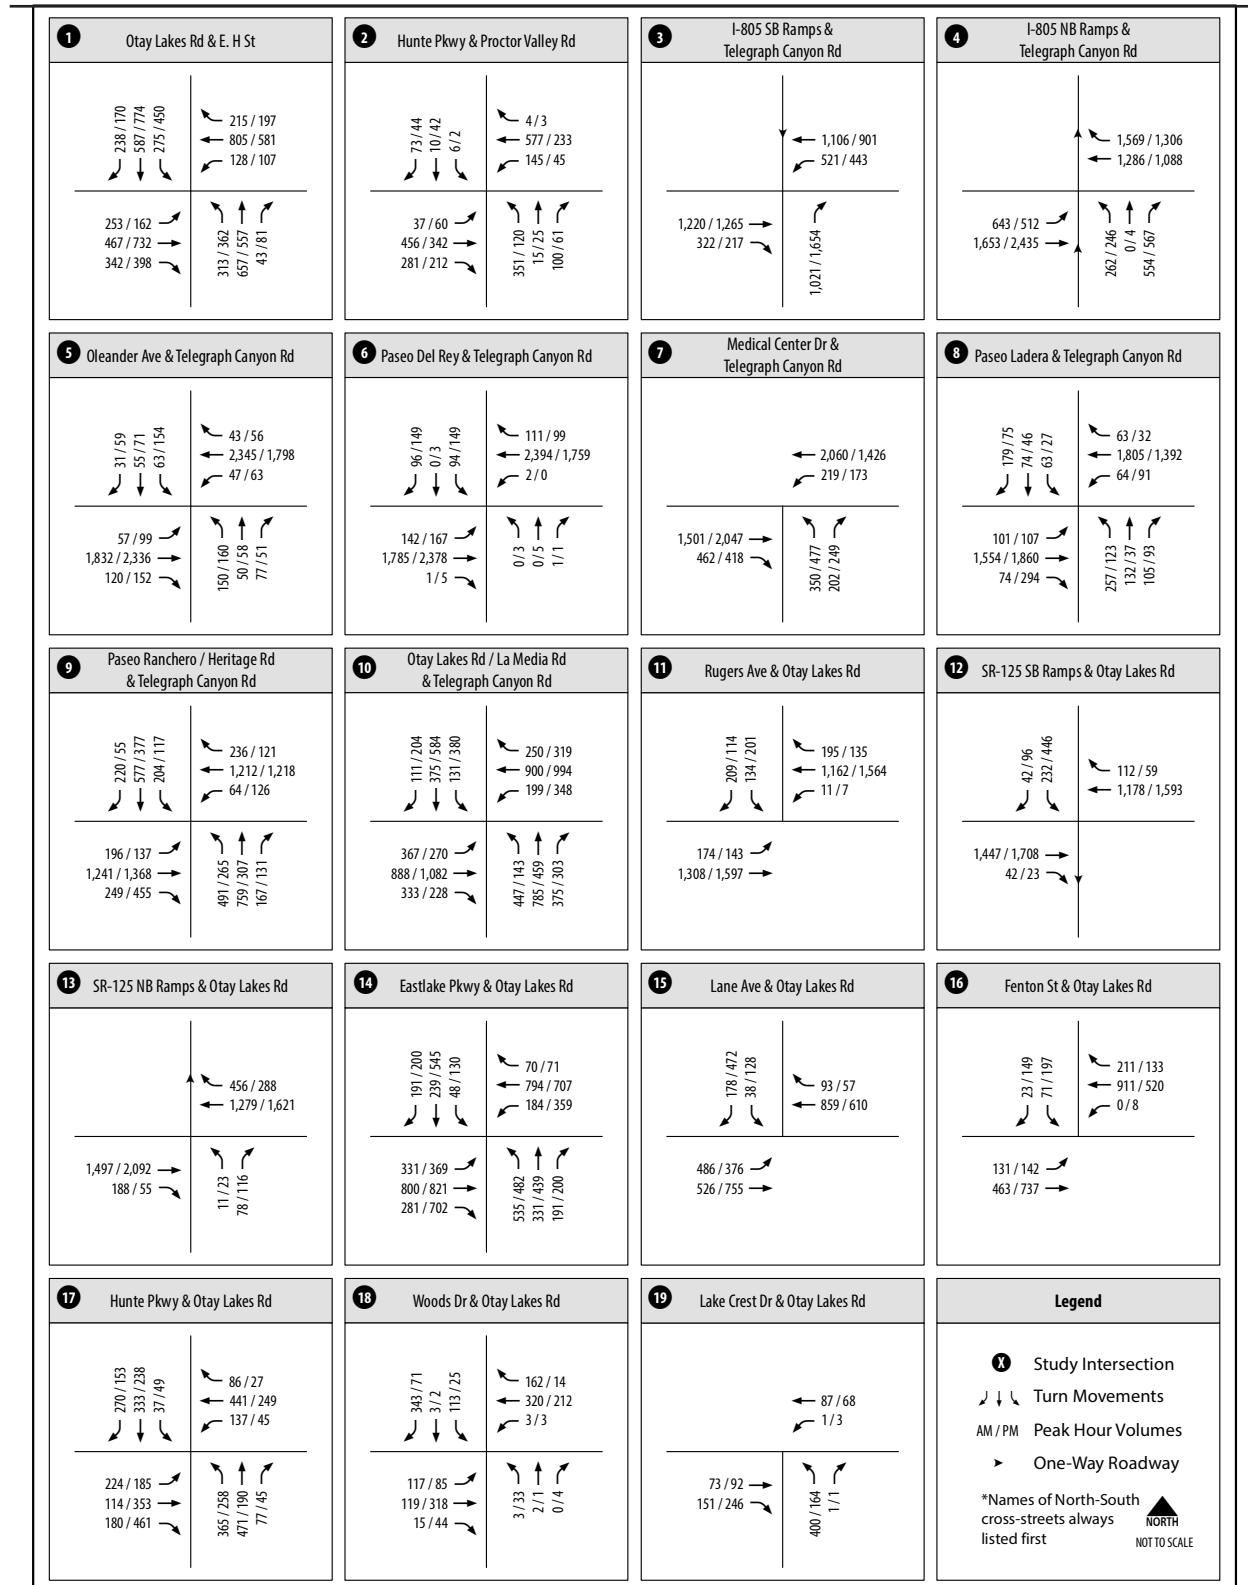 1
Otay Lakes Rd & E. H St
238 / 170
587 / 774
275 / 450
215 / 197
805 / 581
128 / 107
253 / 162
467 / 732
342 / 398
313 / 362
657 / 557
43 / 81
2
Hunte Pkwy & Proctor Valley Rd
73 / 44
10 / 42
6 / 2
4 / 3
577 / 233
145 / 45
37 / 60
456 / 342
281 / 212
351 / 120
15 / 25
100 / 61
3
I-805 SB Ramps &
Telegraph Canyon Rd
1,106 / 901
521 / 443
1,220 / 1,265
322 / 217
1,021 / 1,654
4
I-805 NB Ramps &
Telegraph Canyon Rd
1,569 / 1,306
1,286 / 1,088
643 / 512
1,653 / 2,435
262 / 246
0 / 4
554 / 567
5
Oleander Ave & Telegraph Canyon Rd
31 / 59
55 / 71
63 / 154
43 / 56
2,345 / 1,798
47 / 63
57 / 99
1,832 / 2,336
120 / 152
150 / 160
50 / 58
77 / 51
6
Paseo Del Rey & Telegraph Canyon Rd
96 / 149
0 / 3
94 / 149
111 / 99
2,394 / 1,759
2 / 0
142 / 167
1,785 / 2,378
1 / 5
0 / 3
0 / 5
1 / 1
7
Medical Center Dr &
Telegraph Canyon Rd
2,060 / 1,426
219 / 173
1,501 / 2,047
462 / 418
350 / 477
202 / 249
8
Paseo Ladera & Telegraph Canyon Rd
179 / 75
74 / 46
63 / 27
63 / 32
1,805 / 1,392
64 / 91
101 / 107
1,554 / 1,860
74 / 294
257 / 123
132 / 37
105 / 93
9
Paseo Ranchero / Heritage Rd
& Telegraph Canyon Rd
220 / 55
577 / 377
204 / 117
236 / 121
1,212 / 1,218
64 / 126
196 / 137
1,241 / 1,368
249 / 455
491 / 265
759 / 307
167 / 131
10
Otay Lakes Rd / La Media Rd
& Telegraph Canyon Rd
111 / 204
375 / 584
131 / 380
250 / 319
900 / 994
199 / 348
367 / 270
888 / 1,082
333 / 228
447 / 143
785 / 459
375 / 303
11
Rugers Ave & Otay Lakes Rd
209 / 114
134 / 201
195 / 135
1,162 / 1,564
11 / 7
174 / 143
1,308 / 1,597
12
SR-125 SB Ramps & Otay Lakes Rd
42 / 96
232 / 446
112 / 59
1,178 / 1,593
1,447 / 1,708
42 / 23
13
SR-125 NB Ramps & Otay Lakes Rd
456 / 288
1,279 / 1,621
1,497 / 2,092
188 / 55
11 / 23
78 / 116
14
Eastlake Pkwy & Otay Lakes Rd
191 / 200
239 / 545
48 / 130
70 / 71
794 / 707
184 / 359
331 / 369
800 / 821
281 / 702
535 / 482
331 / 439
191 / 200
15
Lane Ave & Otay Lakes Rd
178 / 472
38 / 128
93 / 57
859 / 610
486 / 376
526 / 755
16
Fenton St & Otay Lakes Rd
23 / 149
71 / 197
211 / 133
911 / 520
0 / 8
131 / 142
463 / 737
17
Hunte Pkwy & Otay Lakes Rd
270 / 153
333 / 238
37 / 49
86 / 27
441 / 249
137 / 45
224 / 185
114 / 353
180 / 461
365 / 258
471 / 190
77 / 45
18
Woods Dr & Otay Lakes Rd
343 / 71
3 / 2
113 / 25
162 / 14
320 / 212
3 / 3
117 / 85
119 / 318
15 / 44
3 / 33
2 / 1
0 / 4
19
Lake Crest Dr & Otay Lakes Rd
87 / 68
1 / 3
73 / 92
151 / 246
400 / 164
1 / 1
Legend
X Study Intersection
Turn Movements
AM / PM Peak Hour Volumes
One-Way Roadway
*Names of North-South
cross-streets always
listed first
NORTH
NOT TO SCALE